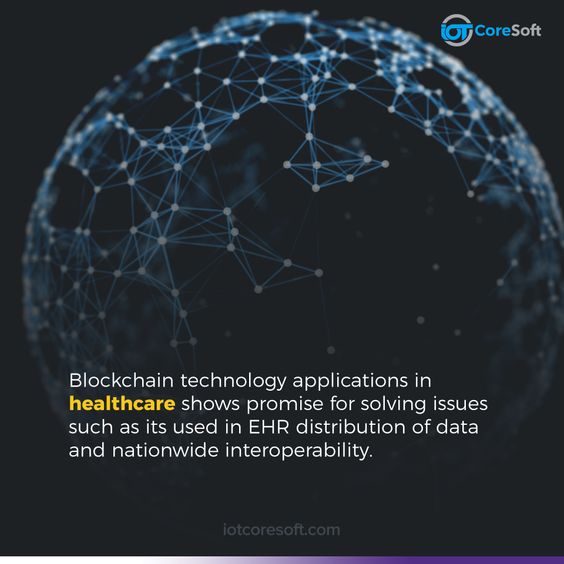 IOT CoreSoft
Blockchain technology applications in
healthcare shows promise for solving issues
such as its used in EHR distribution of data
and nationwide interoperability.
iotcoresoft.com